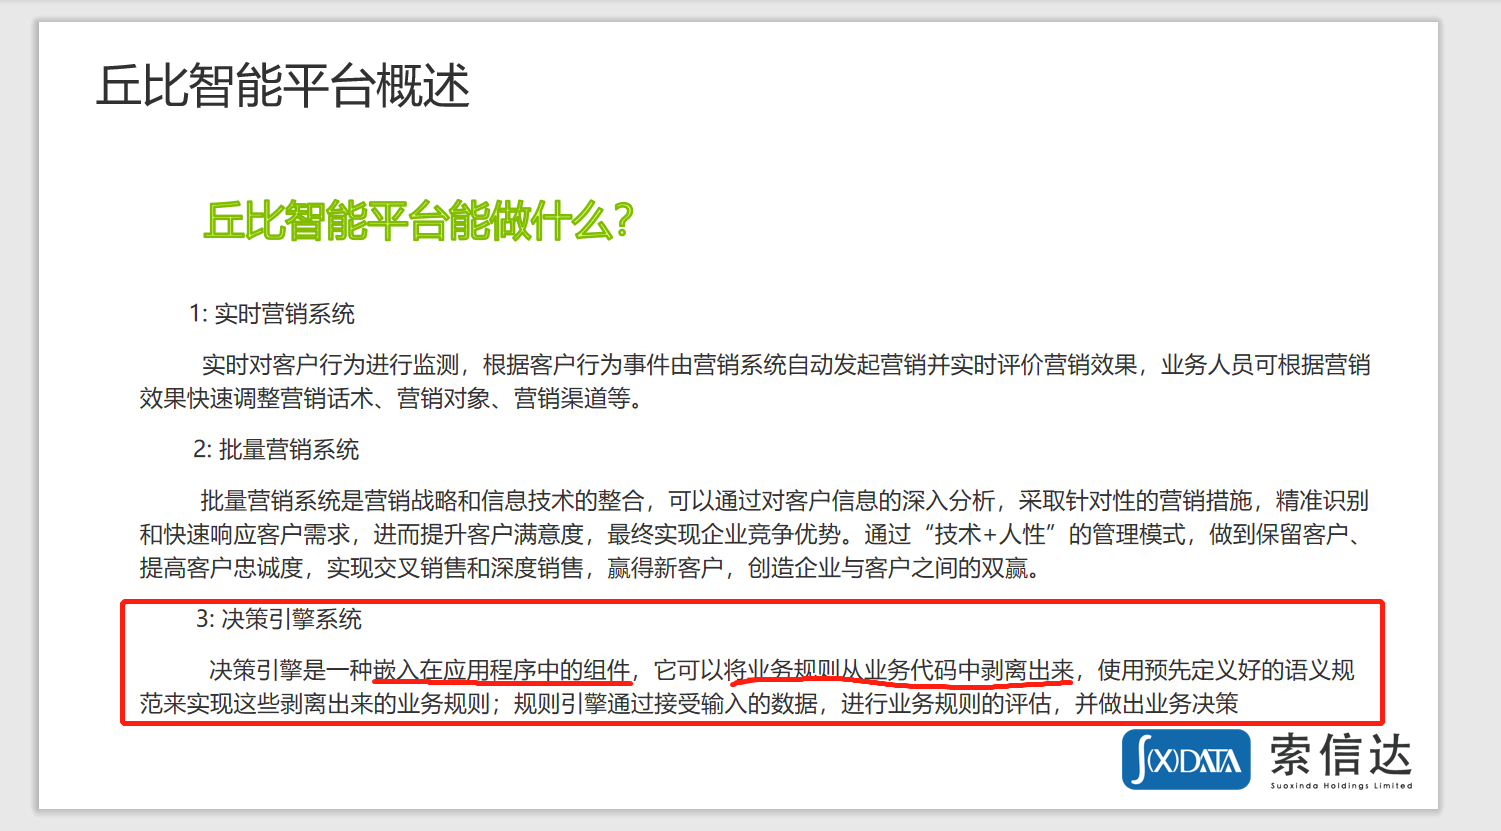 丘比智能平台概述
丘比智能平台能做什么?
1: 实时营销系统
实时对客户行为进行监测，根据客户行为事件由营销系统自动发起营销并实时评价营销效果，业务人员可根据营销
效果快速调整营销话术、营销对象、营销渠道等。
2: 批量营销系统
批量营销系统是营销战略和信息技术的整合，可以通过对客户信息的深入分析，采取针对性的营销措施，精准识别
和快速响应客户需求，进而提升客户满意度，最终实现企业竞争优势。通过“技术+人性”的管理模式，做到保留客户、
提高客户忠诚度，实现交叉销售和深度销售，赢得新客户，创造企业与客户之间的双赢。
3: 决策引擎系统
决策引擎是一种嵌入在应用程序中的组件，它可以将业务规则从业务代码中剥离出来，使用预先定义好的语义规
范来实现这些剥离出来的业务规则；规则引擎通过接受输入的数据，进行业务规则的评估，并做出业务决策
∫(X)DATA 索信达
Suoxinda Holdings Limited